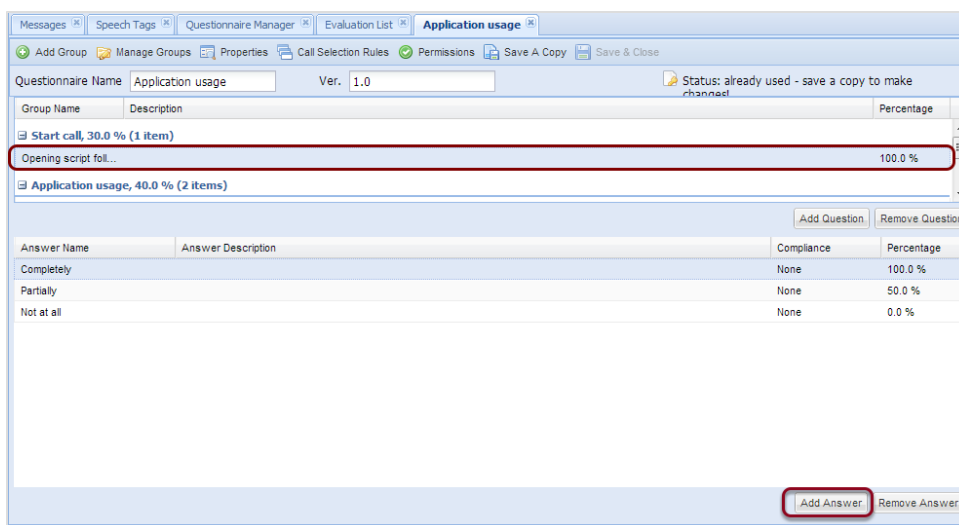 Messages Speech Tags Questionnaire Manager Evaluation List Application usage
Add Group Manage Groups Properties Call Selection Rules Permissions Save A Copy Save & Close
Questionnaire Name Application usage Ver. 1.0 Status: already used - save a copy to make
changes!
Group Name Description Percentage
Start call, 30.0 % (1 item)
Opening script foll... 100.0 %
Application usage, 40.0 % (2 items)
Add Question Remove Questio
Answer Name Answer Description Compliance Percentage
Completely None 100.0 %
Partially None 50.0 %
Not at all None 0.0 %
Add Answer Remove Answer